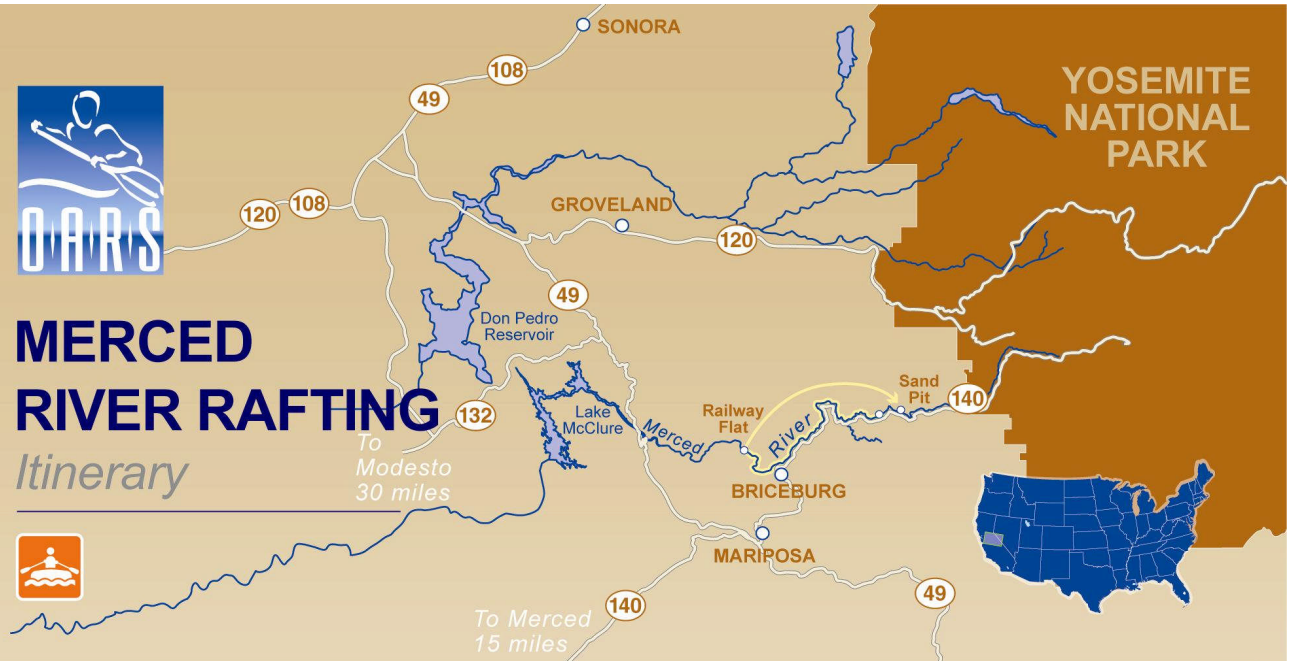 SONORA
108
49
YOSEMITE
NATIONAL
PARK
O·A·R·S
120
108
GROVELAND
120
49
Don Pedro
Reservoir
MERCED
RIVER RAFTING
Itinerary
132
To
Modesto
30 miles
Lake
McClure
Merced
River
Railway
Flat
Sand
Pit
140
BRICEBURG
MARIPOSA
49
140
To Merced
15 miles